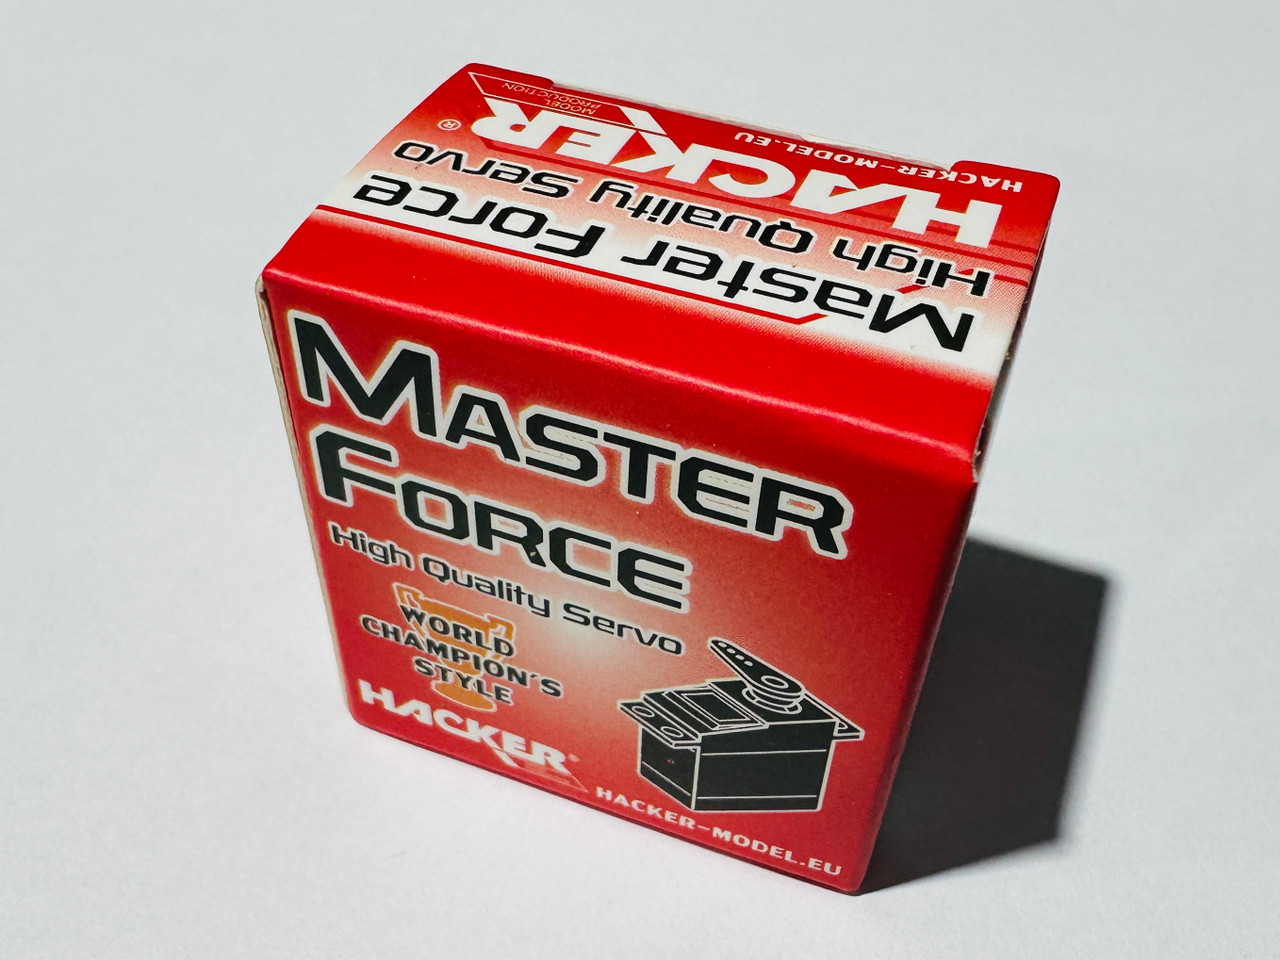 MODEL
PRODUCTION
HACKER®
HACKER-MODEL.EU
High Quality Servo
Master Force
MASTER
FORCE
High Quality Servo
WORLD
CHAMPION'S
STYLE
HACKER®
HACKER-MODEL.EU